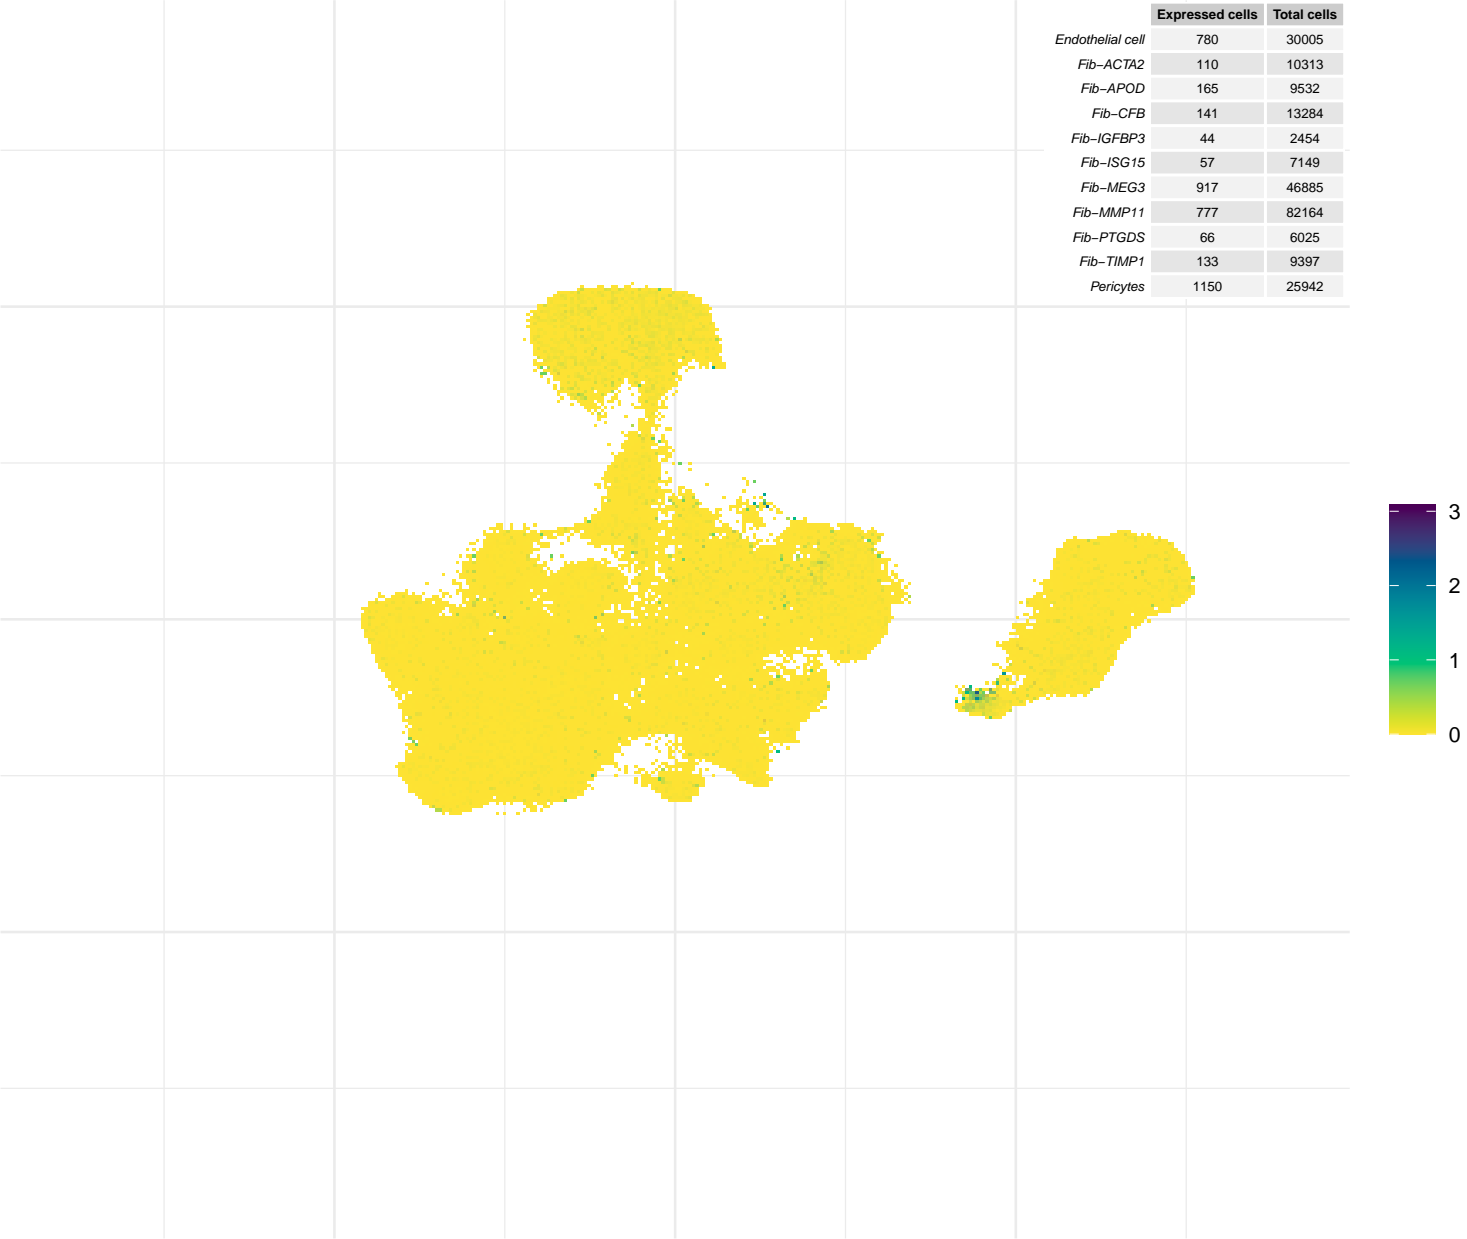 Expressed cells Total cells
Endothelial cell 780 30005
Fib−ACTA2 110 10313
Fib−APOD 165 9532
Fib−CFB 141 13284
Fib−IGFBP3 44 2454
Fib−ISG15 57 7149
Fib−MEG3 917 46885
Fib−MMP11 777 82164
Fib−PTGDS 66 6025
Fib−TIMP1 133 9397
Pericytes 1150 25942
3
2
1
0